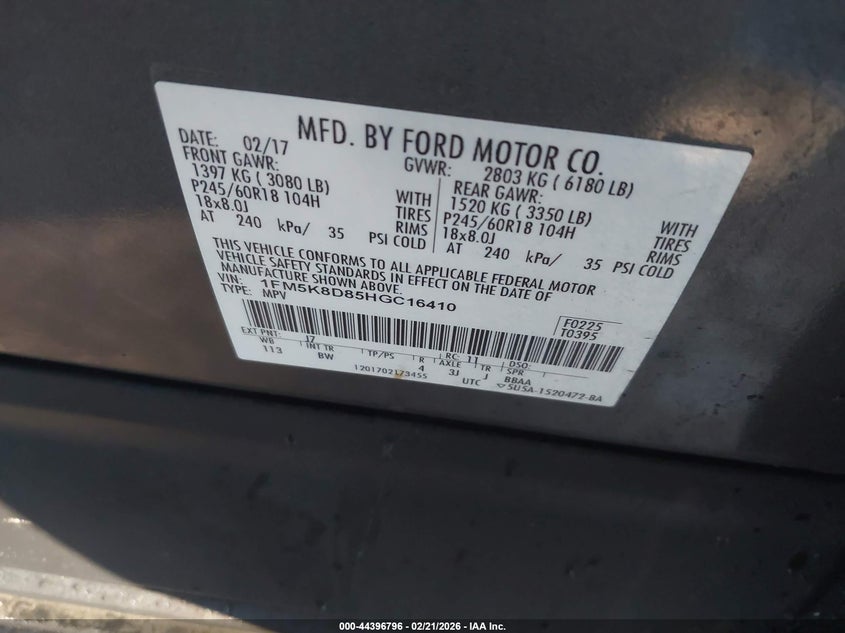 MFD. BY FORD MOTOR CO.
DATE: 02/17 GVWR: 2803 KG ( 6180 LB)
FRONT GAWR: REAR GAWR:
1397 KG ( 3080 LB) WITH 1520 KG ( 3350 LB) WITH
P245/60R18 104H TIRES P245/60R18 104H TIRES
18x8.0J RIMS 18x8.0J RIMS
AT 240 kPa/ 35 PSI COLD AT 240 kPa/ 35 PSI COLD
THIS VEHICLE CONFORMS TO ALL APPLICABLE FEDERAL MOTOR
VEHICLE SAFETY STANDARDS IN EFFECT ON THE DATE OF
MANUFACTURE SHOWN ABOVE.
VIN: 1FM5K8D85HGC16410
TYPE: MPV
F0225
T0395
EXT PNT: J7 RC: 11 DSO:
WB INT TR TP/PS R AXLE TR SPR
113 BW 4 3J J BBAA
1201702173455 UTC 5U5A-1520472-BA
000-44396796 - 02/21/2026 - IAA Inc.